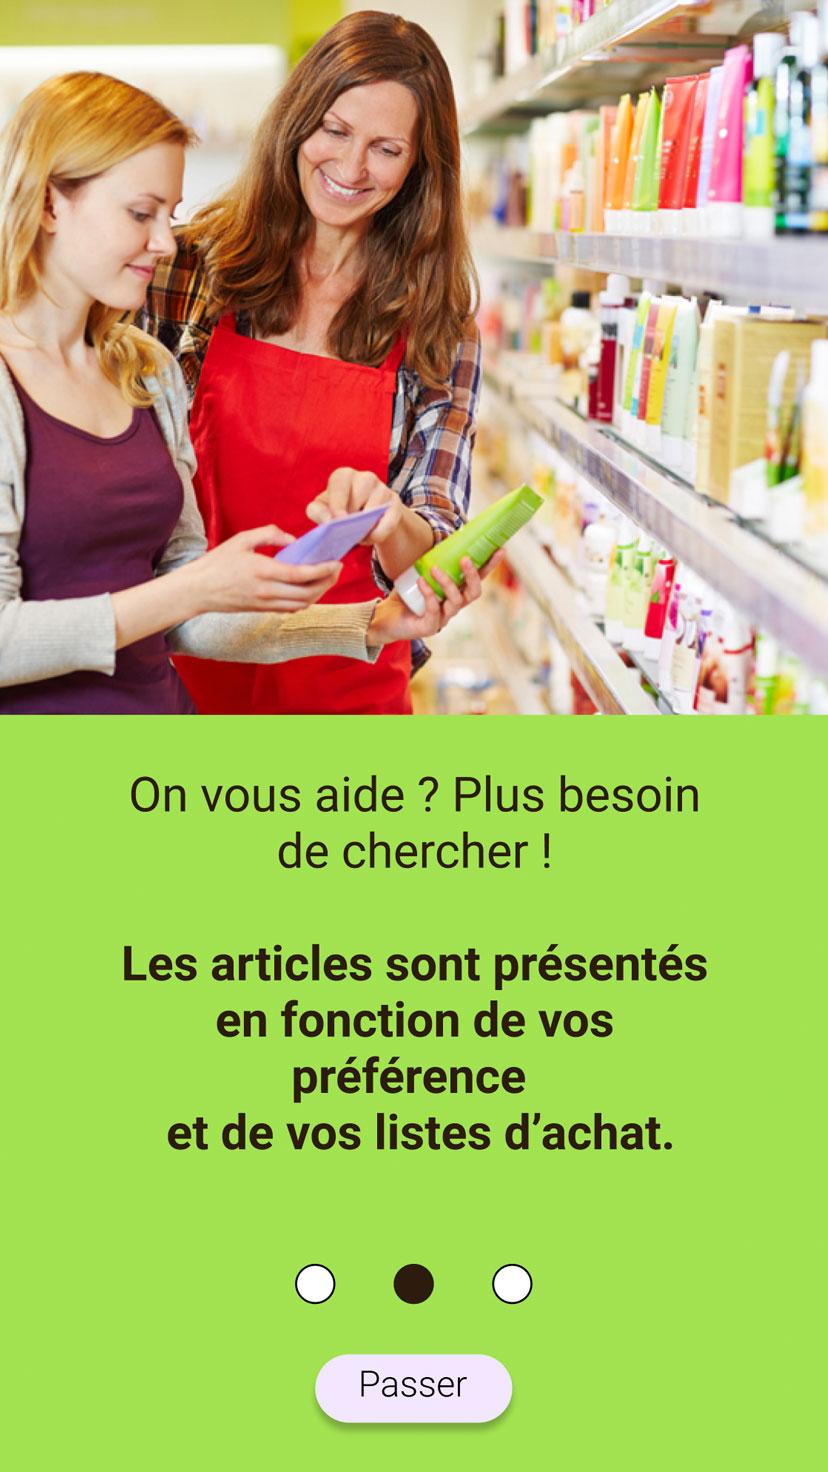 On vous aide ? Plus besoin
de chercher !
Les articles sont présentés
en fonction de vos
préférence
et de vos listes d’achat.
Passer